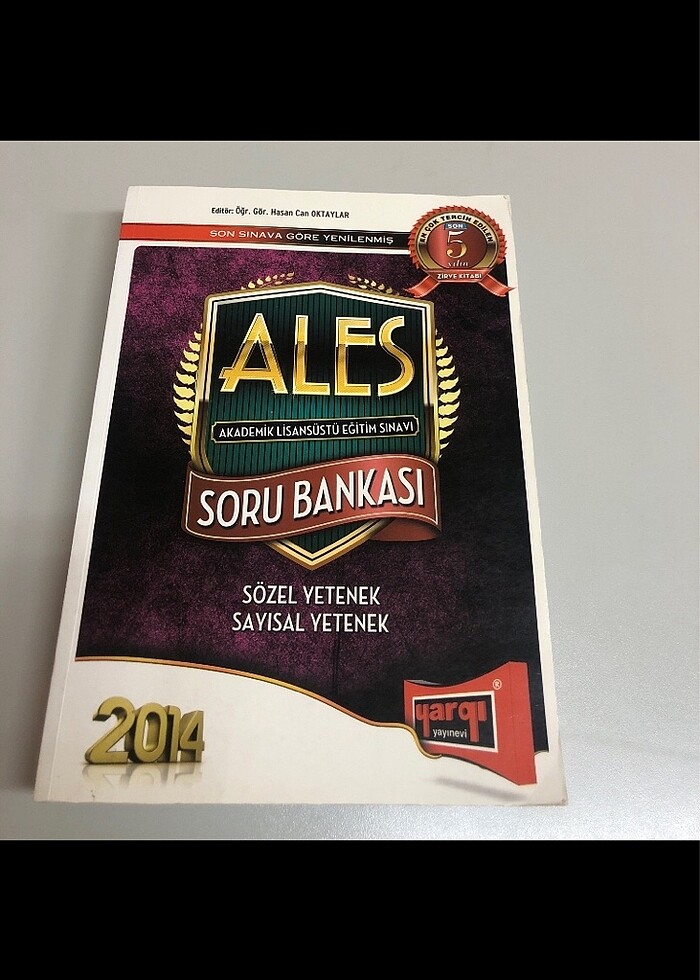 Editör: Öğr. Gör. Hasan Can OKTAYLAR
SON SINAVA GÖRE YENİLENMİŞ
EN ÇOK TERCİH EDİLEN
SON
5
yılın
ZİRVE KİTABI
ALES
AKADEMİK LİSANSÜSTÜ EĞİTİM SINAVI
SORU BANKASI
SÖZEL YETENEK
SAYISAL YETENEK
2014
yargı
yayınevi
®